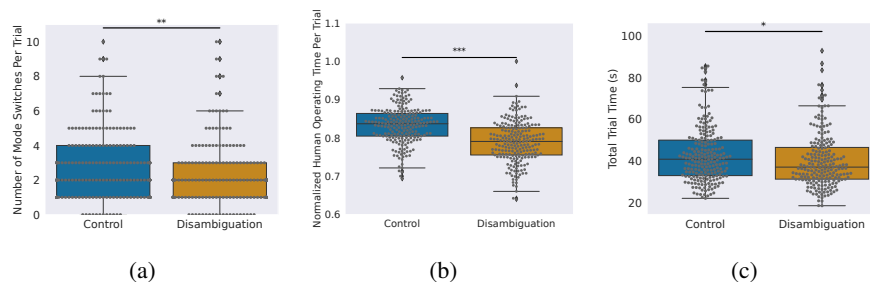 Number of Mode Switches Per Trial
10
8
6
4
2
0
**
Control
Disambiguation
(a)
Normalized Human Operating Time Per Trial
1.1
1.0
0.9
0.8
0.7
0.6
***
Control
Disambiguation
(b)
Total Trial Time (s)
100
80
60
40
20
*
Control
Disambiguation
(c)